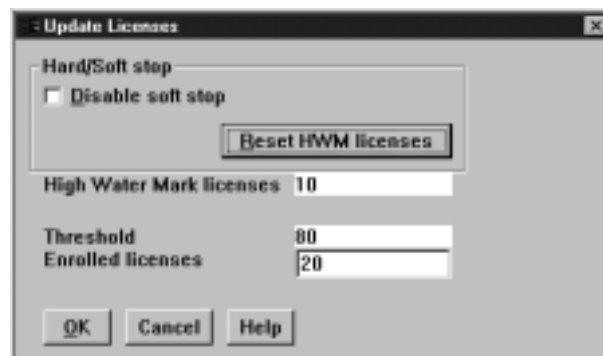 Update Licenses
Hard/Soft stop
Disable soft stop
Reset HWM licenses
High Water Mark licenses 10
Threshold 80
Enrolled licenses 20
OK Cancel Help